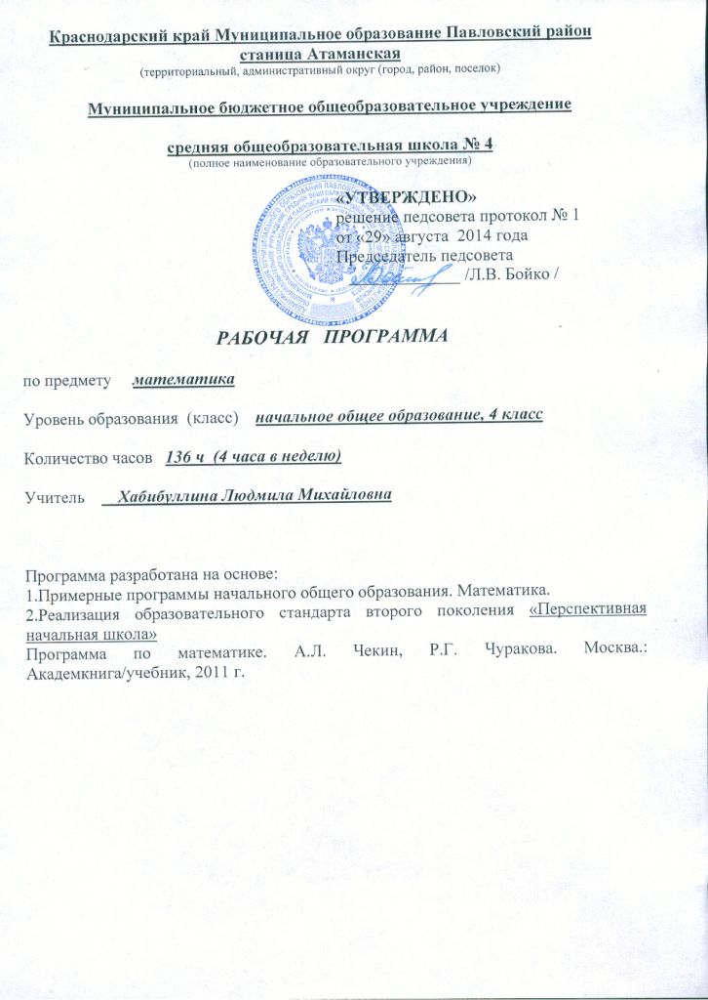 Краснодарский край Муниципальное образование Павловский район
станица Атаманская
(территориальный, административный округ (город, район, поселок)
Муниципальное бюджетное общеобразовательное учреждение
средняя общеобразовательная школа № 4
(полное наименование образовательного учреждения)
«УТВЕРЖДЕНО»
решение педсовета протокол № 1
от «29» августа 2014 года
Председатель педсовета
/Л.В. Бойко /
РАБОЧАЯ ПРОГРАММА
по предмету математика
Уровень образования (класс) начальное общее образование, 4 класс
Количество часов 136 ч (4 часа в неделю)
Учитель Хабибуллина Людмила Михайловна
Программа разработана на основе:
1.Примерные программы начального общего образования. Математика.
2.Реализация образовательного стандарта второго поколения «Перспективная
начальная школа»
Программа по математике. А.Л. Чекин, Р.Г. Чуракова. Москва.:
Академкнига/учебник, 2011 г.